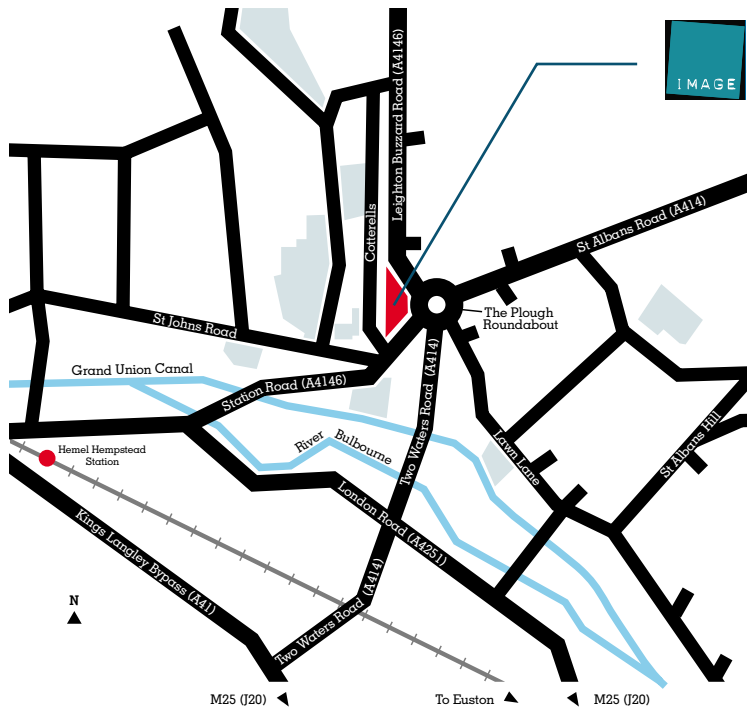 IMAGE
Leighton Buzzard Road (A4146)
Cotterells
St Albans Road (A414)
The Plough
Roundabout
St Johns Road
Grand Union Canal
Station Road (A4146)
Two Waters Road (A414)
River Bulbourne
Lawn Lane
St Albans Hill
Hemel Hempstead
Station
London Road (A4251)
Kings Langley Bypass (A41)
Two Waters Road (A414)
N
M25 (J20)
To Euston
M25 (J20)